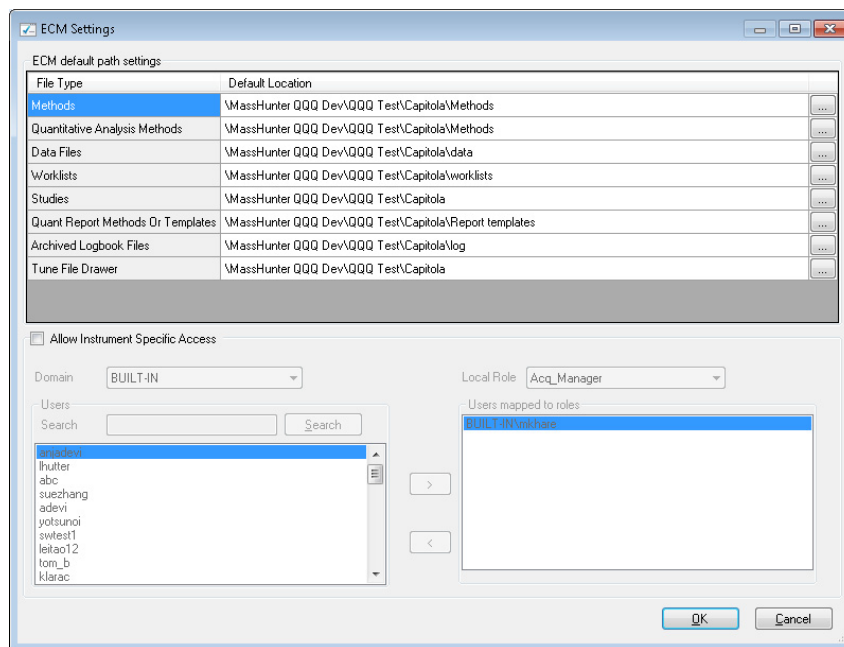 ECM Settings
ECM default path settings
File Type Default Location
Methods \MassHunter QQQ Dev\QQQ Test\Capitola\Methods ...
Quantitative Analysis Methods \MassHunter QQQ Dev\QQQ Test\Capitola\Methods ...
Data Files \MassHunter QQQ Dev\QQQ Test\Capitola\data ...
Worklists \MassHunter QQQ Dev\QQQ Test\Capitola\worklists ...
Studies \MassHunter QQQ Dev\QQQ Test\Capitola ...
Quant Report Methods Or Templates \MassHunter QQQ Dev\QQQ Test\Capitola\Report templates ...
Archived Logbook Files \MassHunter QQQ Dev\QQQ Test\Capitola\log ...
Tune File Drawer \MassHunter QQQ Dev\QQQ Test\Capitola ...
Allow Instrument Specific Access
Domain BUILT-IN Local Role Acq_Manager
Users Users mapped to roles
Search Search
BUILT-IN\mkhare
anjadevi
lhutter
abc
suezhang
>
adevi
yotsunoi
swtest1
<
leitao12
tom_b
klarac
OK Cancel